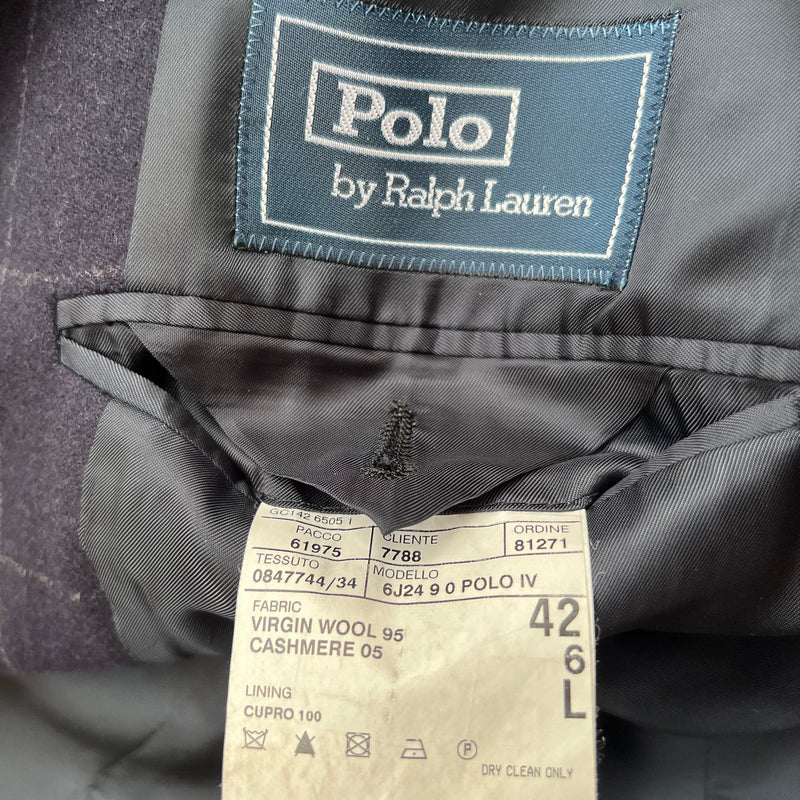 Polo
by Ralph Lauren
GC142 6505 1
PACCO CLIENTE ORDINE
61975 7788 81271
TESSUTO MODELLO
0847744/34 6J24 9 0 POLO IV
FABRIC
VIRGIN WOOL 95
CASHMERE 05
42
6
L
LINING
CUPRO 100
P
DRY CLEAN ONLY